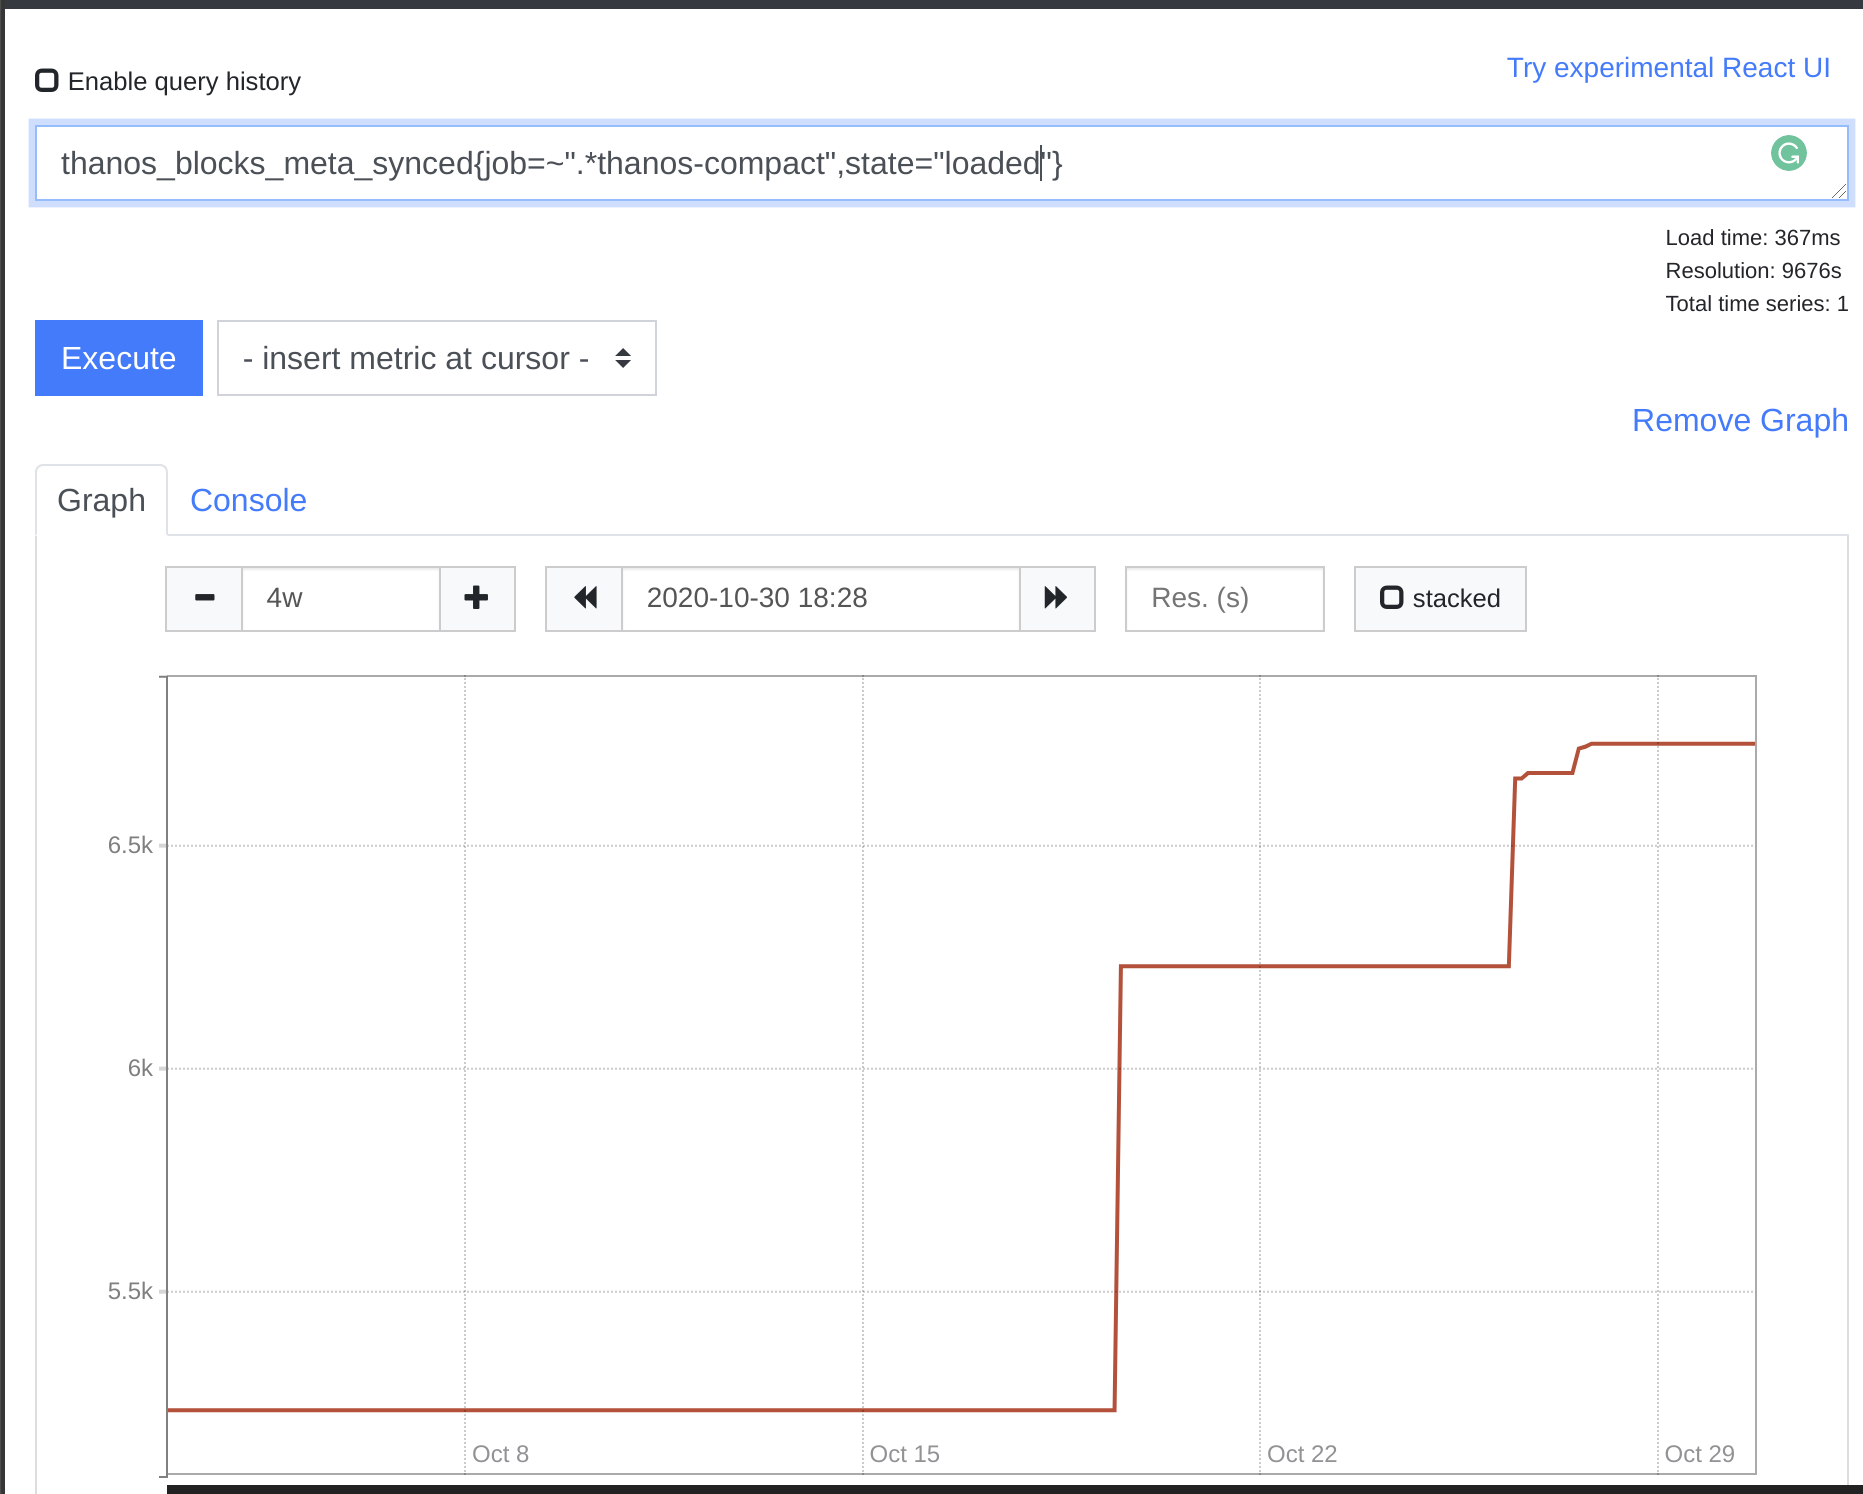 Enable query history
Try experimental React UI
thanos_blocks_meta_synced{job=~".*thanos-compact",state="loaded"}
Load time: 367ms
Resolution: 9676s
Total time series: 1
Execute
- insert metric at cursor -
Remove Graph
Graph
Console
4w
2020-10-30 18:28
Res. (s)
stacked
6.5k
6k
5.5k
Oct 8
Oct 15
Oct 22
Oct 29